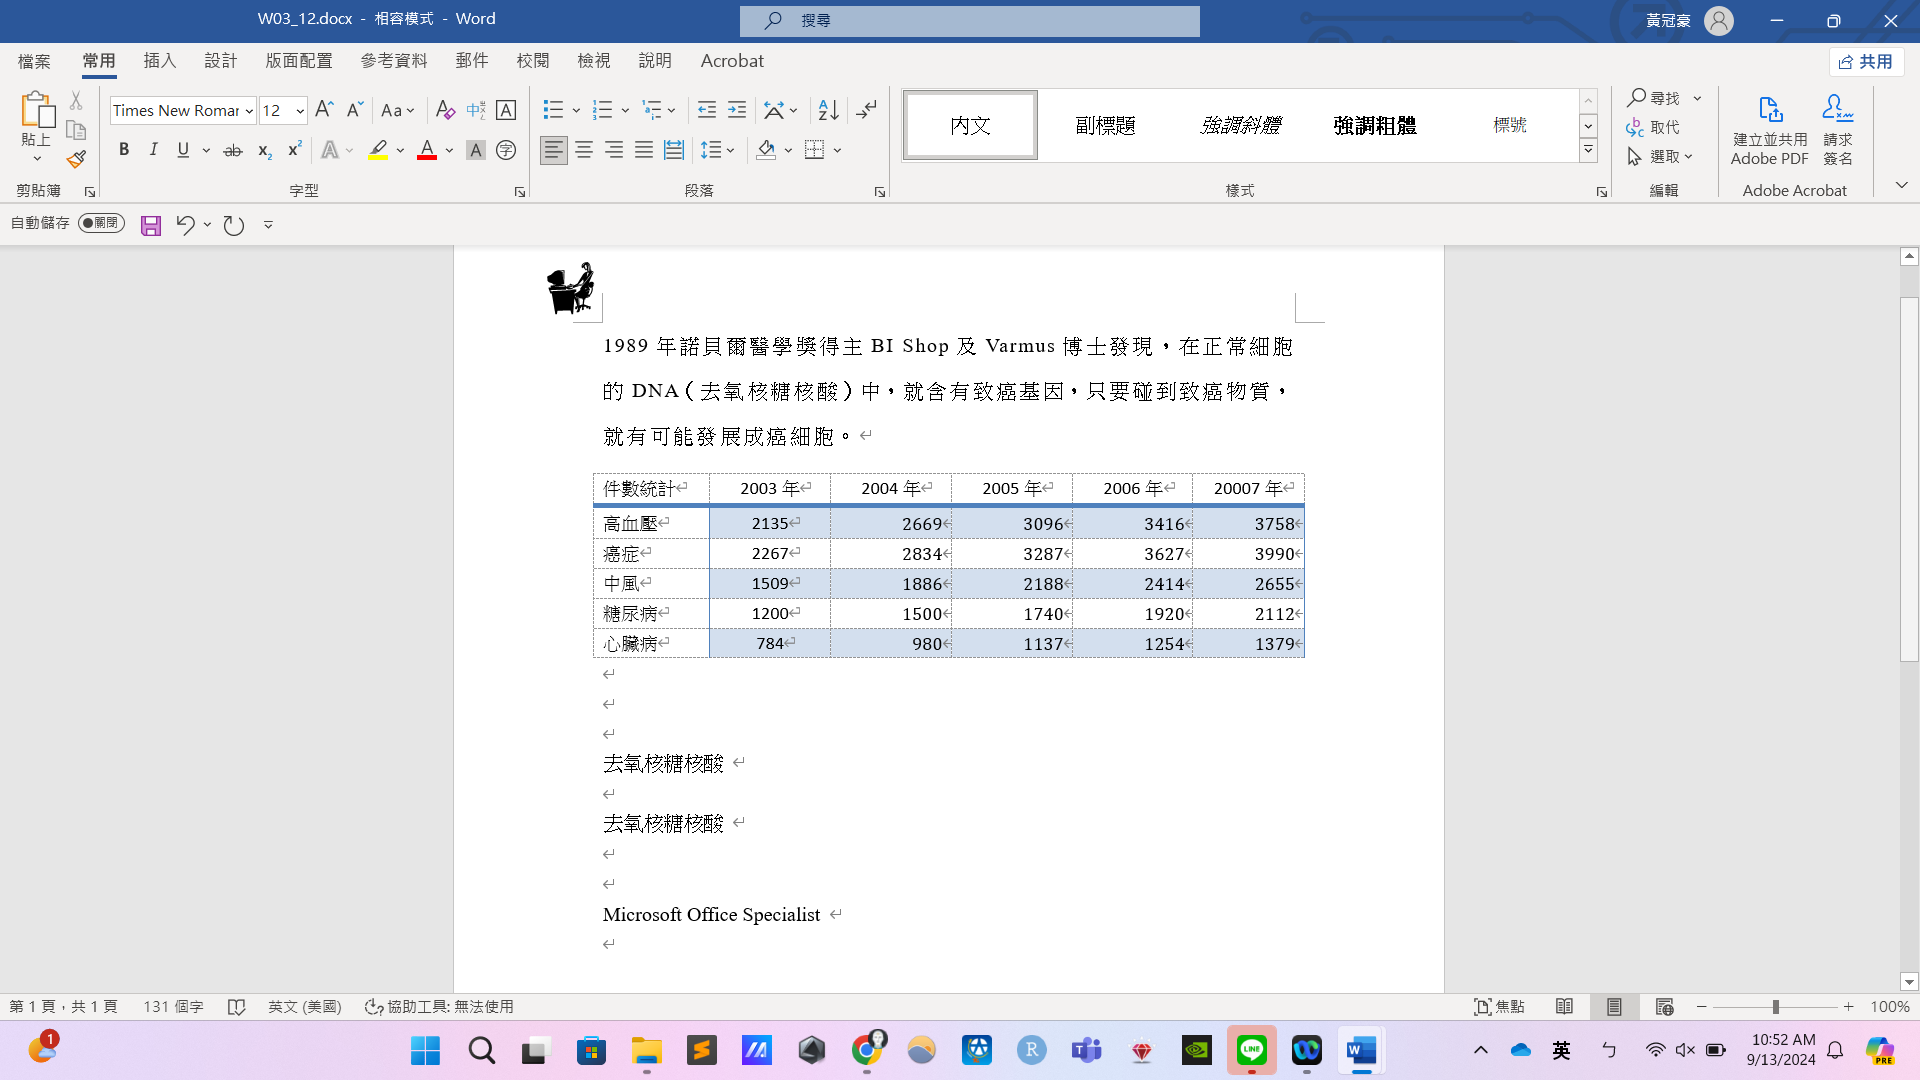 W03_12.docx - 相容模式 - Word
搜尋
黃冠豪
檔案 常用 插入 設計 版面配置 參考資料 郵件 校閱 檢視 說明 Acrobat
共用
貼上
剪貼簿
Times New Roman 12
字型
段落
內文 副標題 強調斜體 強調粗體 標號
樣式
尋找
取代
選取
編輯
建立並共用 Adobe PDF
請求 簽名
Adobe Acrobat
自動儲存 關閉
1989 年諾貝爾醫學獎得主 BI Shop 及 Varmus 博士發現，在正常細胞
的 DNA（去氧核糖核酸）中，就含有致癌基因，只要碰到致癌物質，
就有可能發展成癌細胞。
件數統計 2003 年 2004 年 2005 年 2006 年 20007 年
高血壓 2135 2669 3096 3416 3758
癌症 2267 2834 3287 3627 3990
中風 1509 1886 2188 2414 2655
糖尿病 1200 1500 1740 1920 2112
心臟病 784 980 1137 1254 1379
去氧核糖核酸
去氧核糖核酸
Microsoft Office Specialist
第 1 頁，共 1 頁 131 個字 英文 (美國) 協助工具: 無法使用
焦點 100%
1
英 ㄅ
10:52 AM
9/13/2024
PRE